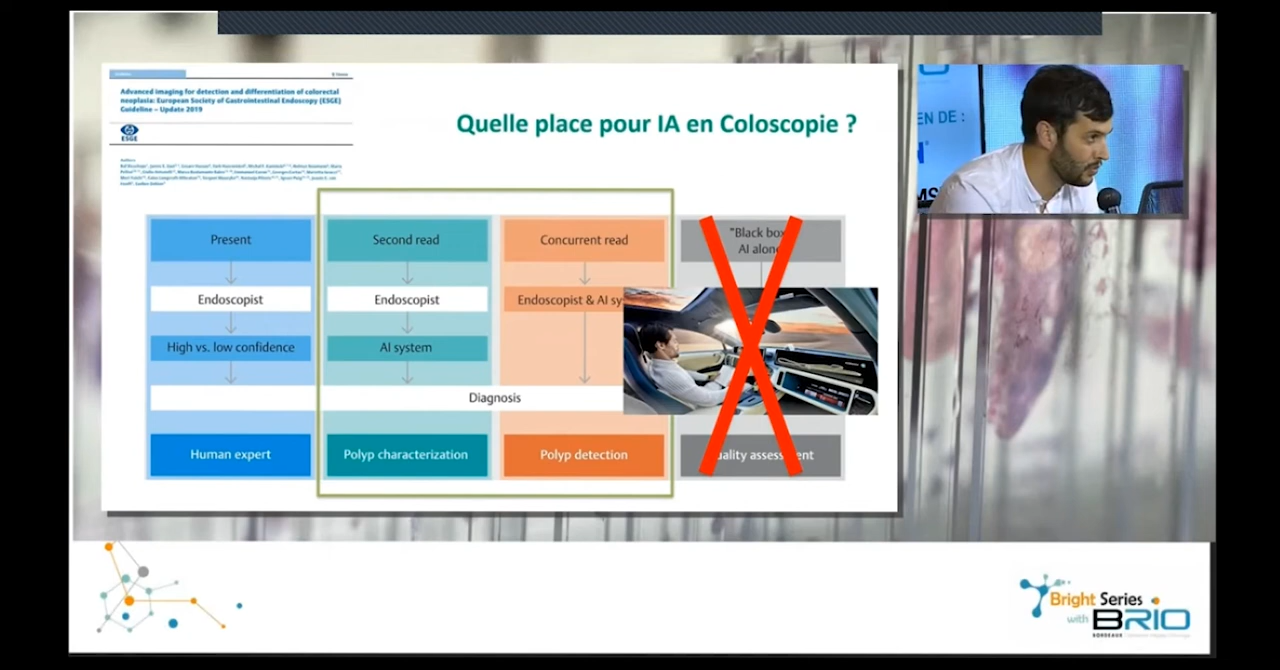 Advanced imaging for detection and differentiation of colorectal
neoplasia: European Society of Gastrointestinal Endoscopy (ESGE)
Guideline – Update 2019
ESGE
Quelle place pour IA en Coloscopie ?
EN DE :
Present
Second read
Concurrent read
"Black box
AI alone
Endoscopist
Endoscopist
Endoscopist & AI sy
High vs. low confidence
AI system
Diagnosis
Human expert
Polyp characterization
Polyp detection
uality assess ent
Bright Series
with BRIO
BORDEAUX